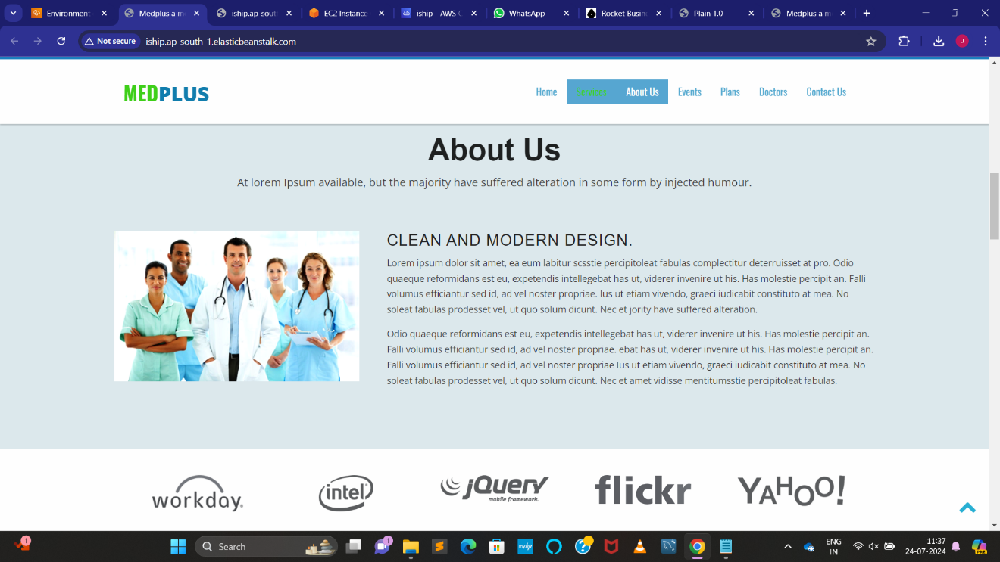 Environment
Medplus a m
iship.ap-sout
EC2 Instance
iship - AWS C
WhatsApp
Rocket Busin
Plain 1.0
Medplus a m
Not secure
iship.ap-south-1.elasticbeanstalk.com
u
MEDPLUS
Home
Services
About Us
Events
Plans
Doctors
Contact Us
About Us
At lorem Ipsum available, but the majority have suffered alteration in some form by injected humour.
CLEAN AND MODERN DESIGN.
Lorem ipsum dolor sit amet, ea eum labitur scsstie percipitoleat fabulas complectitur deterruisset at pro. Odio
quaeque reformidans est eu, expetendis intellegebat has ut, viderer invenire ut his. Has molestie percipit an. Falli
volumus efficiantur sed id, ad vel noster propriae. Ius ut etiam vivendo, graeci iudicabit constituto at mea. No
soleat fabulas prodesset vel, ut quo solum dicunt. Nec et jority have suffered alteration.
Odio quaeque reformidans est eu, expetendis intellegebat has ut, viderer invenire ut his. Has molestie percipit an.
Falli volumus efficiantur sed id, ad vel noster propriae. ebat has ut, viderer invenire ut his. Has molestie percipit an.
Falli volumus efficiantur sed id, ad vel noster propriae Ius ut etiam vivendo, graeci iudicabit constituto at mea. No
soleat fabulas prodesset vel, ut quo solum dicunt. Nec et amet vidisse mentitumsstie percipitoleat fabulas.
workday.
intel
jQuery
mobile framework.
flickr
YAHOO!
1
Search
1
myhp
ENG
IN
11:37
24-07-2024
PRE